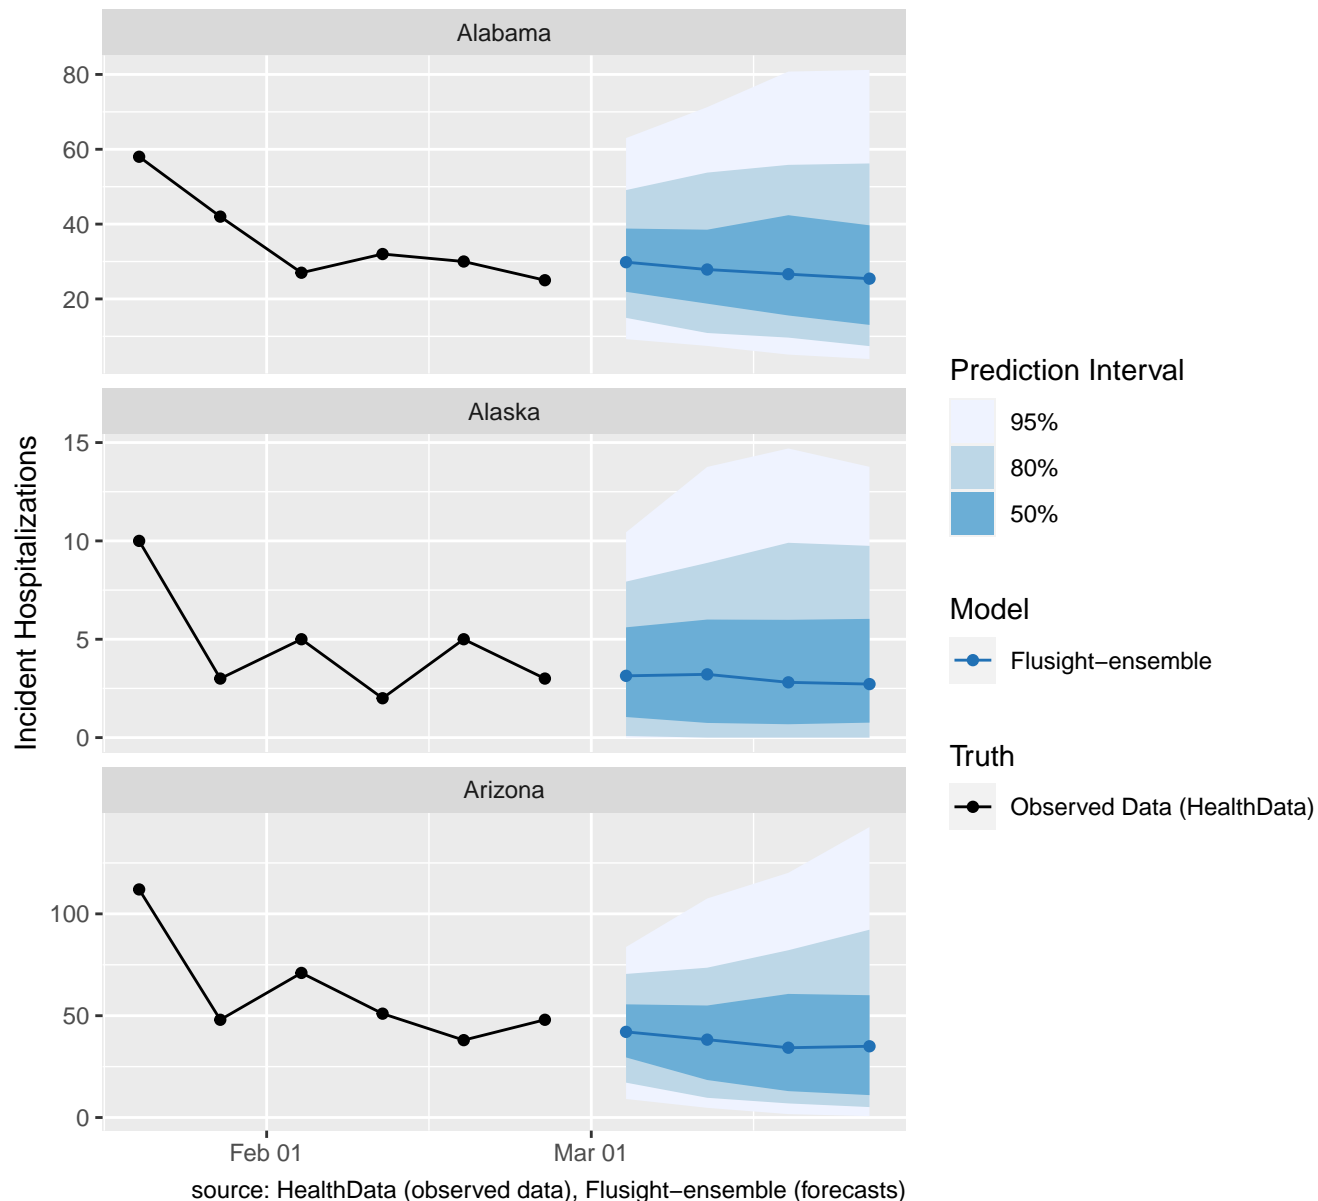 Alabama
80
60
40
20
Alaska
15
10
5
0
Arizona
100
50
0
Feb 01
Mar 01
Incident Hospitalizations
source: HealthData (observed data), Flusight−ensemble (forecasts)
Prediction Interval
95%
80%
50%
Model
Flusight−ensemble
Truth
Observed Data (HealthData)